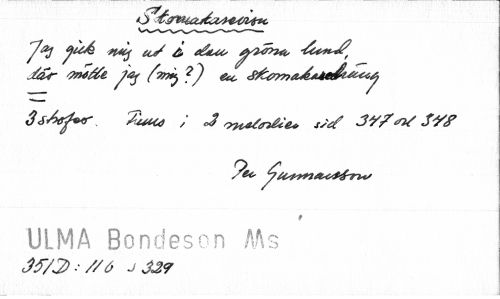 Skomakarevisa
Jag gick mig ut i den gröna lund,
där mötte jag (mig?) en skomakaredräng
3 strofer. Finns i 2 melodier sid 347 och 348
Per Gunnarsson
ULMA Bondeson Ms
351D:116 s 329